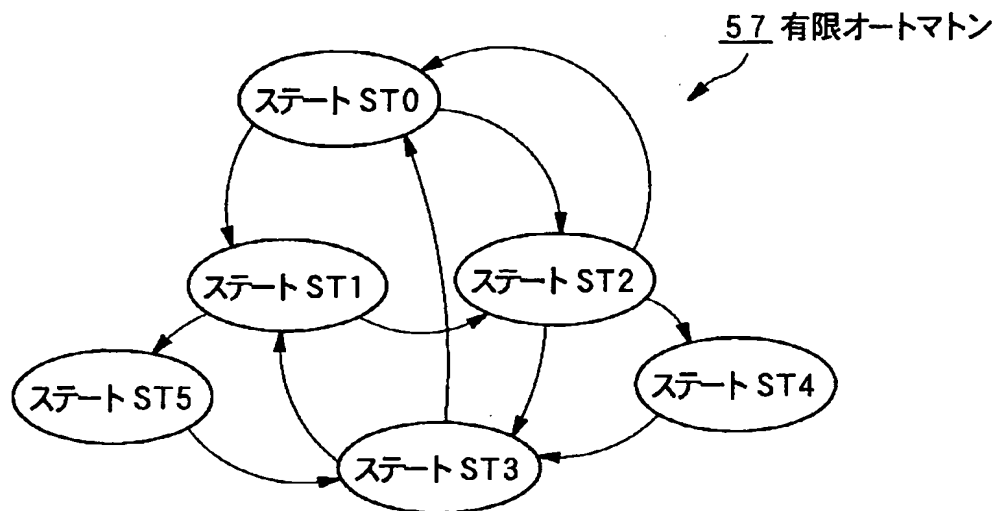 57 有限オートマトン
ステート ST0
ステート ST1
ステート ST2
ステート ST5
ステート ST4
ステート ST3